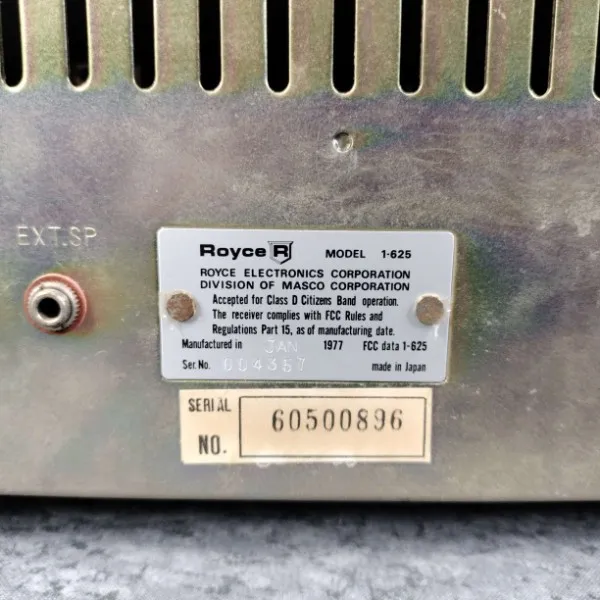 EXT.SP
Royce R MODEL 1-625
ROYCE ELECTRONICS CORPORATION
DIVISION OF MASCO CORPORATION
Accepted for Class D Citizens Band operation.
The receiver complies with FCC Rules and
Regulations Part 15, as of manufacturing date.
Manufactured in JAN 1977 FCC data 1-625
Ser. No. 004357 made in Japan
SERIAL
NO. 60500896